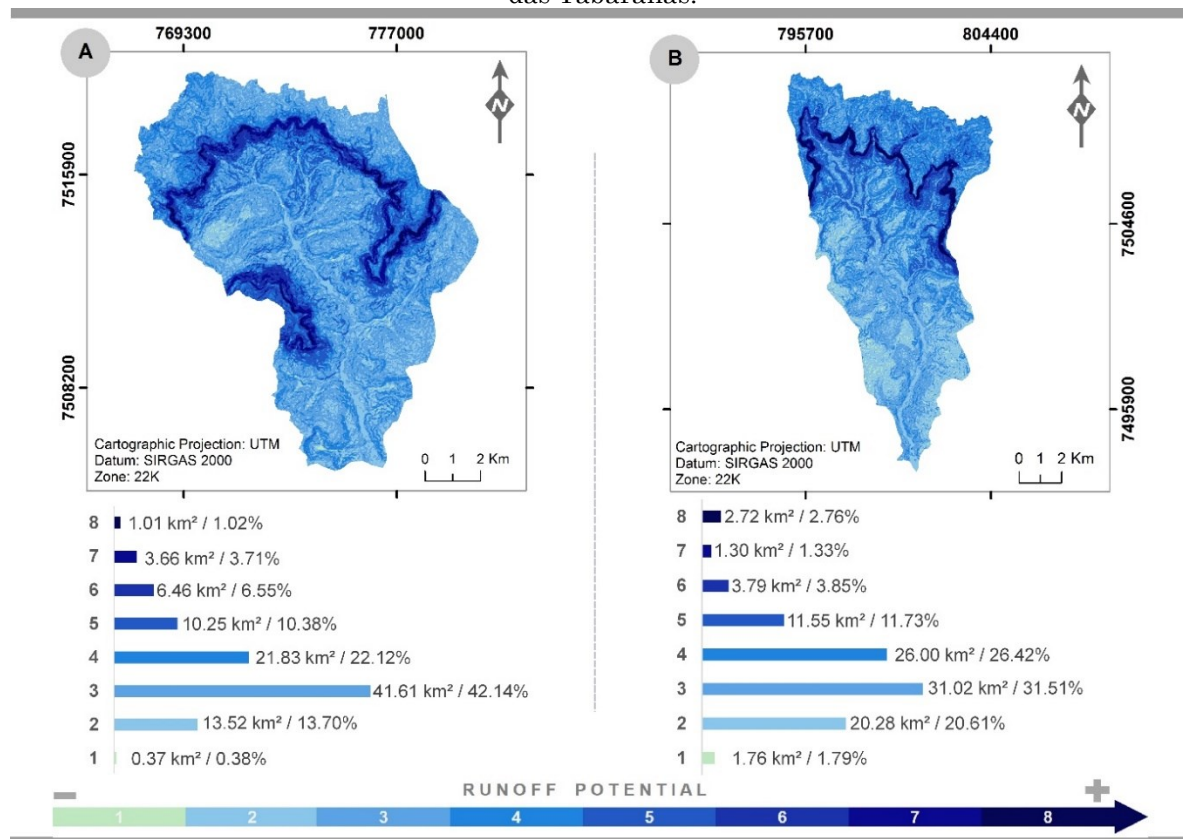 das Tabaranas.
A
769300 777000
7515900
7508200
N
Cartographic Projection: UTM
Datum: SIRGAS 2000
Zone: 22K
0 1 2 Km
8 1.01 km² / 1.02%
7 3.66 km² / 3.71%
6 6.46 km² / 6.55%
5 10.25 km² / 10.38%
4 21.83 km² / 22.12%
3 41.61 km² / 42.14%
2 13.52 km² / 13.70%
1 0.37 km² / 0.38%
B
795700 804400
7504600
7495900
N
Cartographic Projection: UTM
Datum: SIRGAS 2000
Zone: 22K
0 1 2 Km
8 2.72 km² / 2.76%
7 1.30 km² / 1.33%
6 3.79 km² / 3.85%
5 11.55 km² / 11.73%
4 26.00 km² / 26.42%
3 31.02 km² / 31.51%
2 20.28 km² / 20.61%
1 1.76 km² / 1.79%
RUNOFF POTENTIAL
1 2 3 4 5 6 7 8